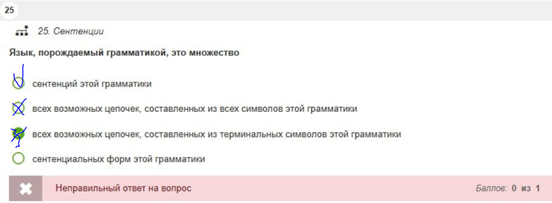 25
25. Сентенции
Язык, порождаемый грамматикой, это множество
сентенций этой грамматики
всех возможных цепочек, составленных из всех символов этой грамматики
всех возможных цепочек, составленных из терминальных символов этой грамматики
сентенциальных форм этой грамматики
Неправильный ответ на вопрос Баллов: 0 из 1